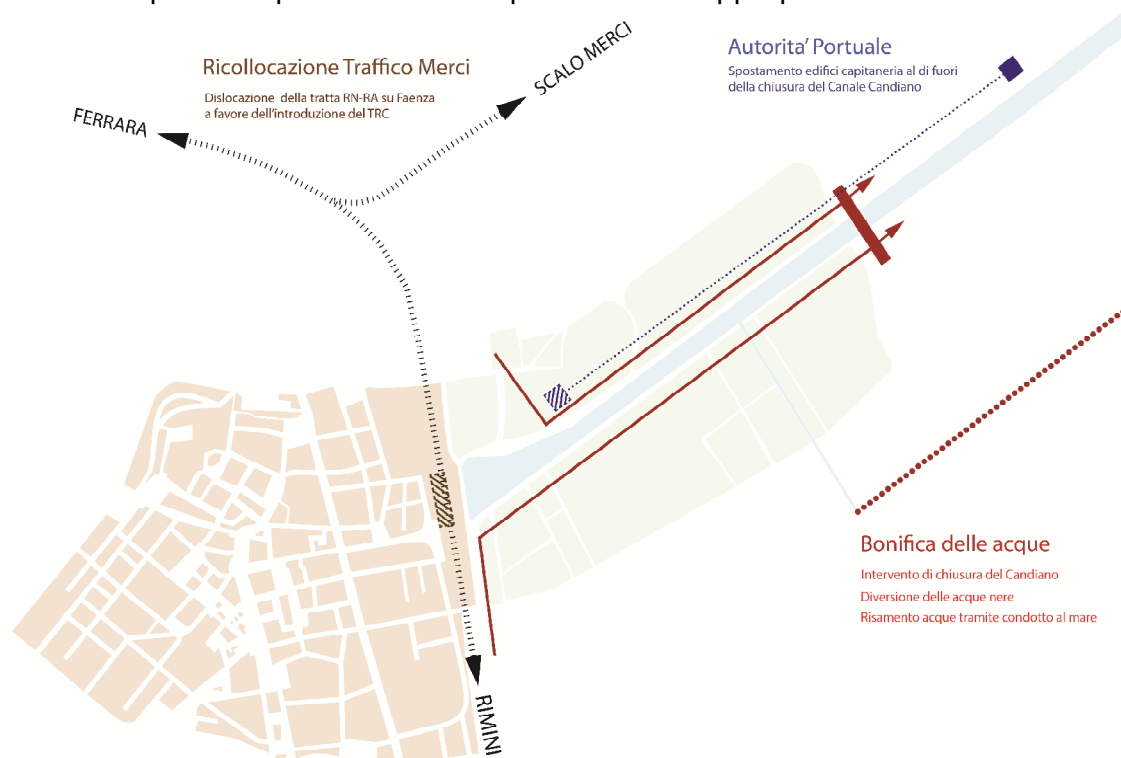 Ricollocazione Traffico Merci
Dislocazione della tratta RN-RA su Faenza
a favore dell'introduzione del TRC
FERRARA
SCALO MERCI
Autorita' Portuale
Spostamento edifici capitaneria al di fuori
della chiusura del Canale Candiano
Bonifica delle acque
Intervento di chiusura del Candiano
Diversione delle acque nere
Risamento acque tramite condotto al mare
RIMINI